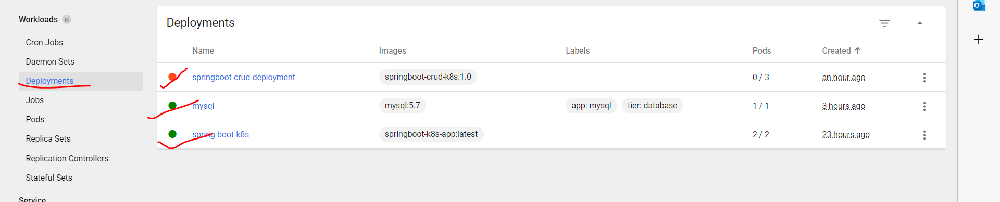 Workloads N
Cron Jobs
Daemon Sets
Deployments
Jobs
Pods
Replica Sets
Replication Controllers
Stateful Sets
Service
Deployments
Name Images Labels Pods Created
springboot-crud-deployment springboot-crud-k8s:1.0 - 0 / 3 an hour ago
mysql mysql:5.7 app: mysql tier: database 1 / 1 3 hours ago
spring-boot-k8s springboot-k8s-app:latest - 2 / 2 23 hours ago